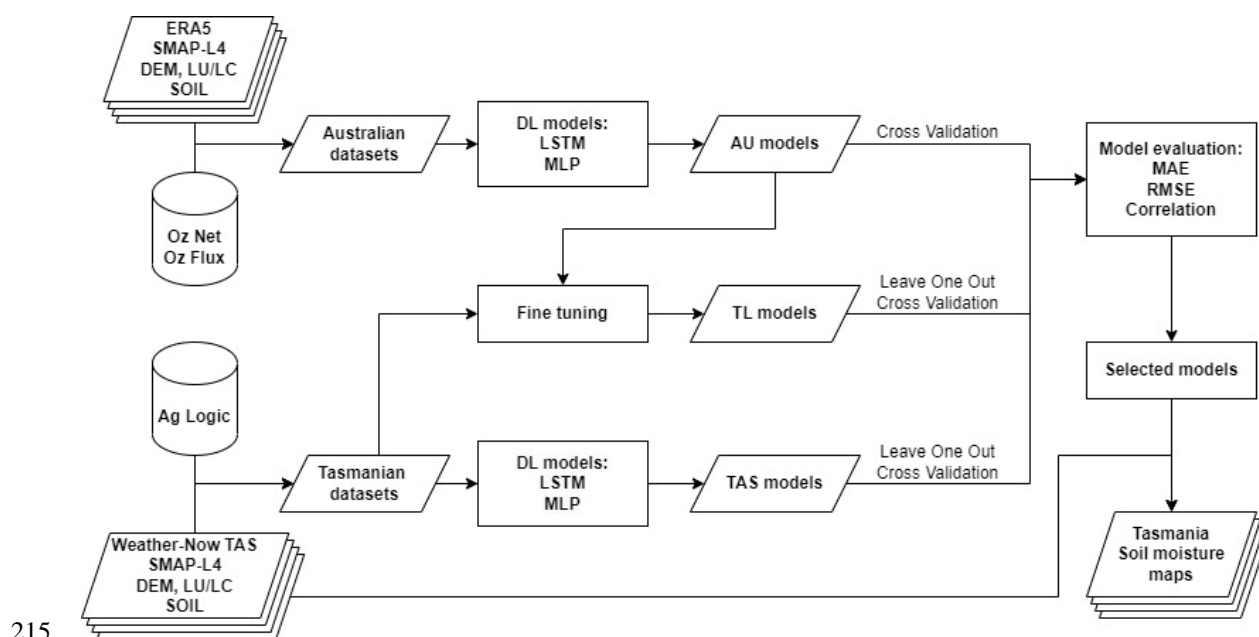 ERA5
SMAP-L4
DEM, LU/LC
SOIL
Australian
datasets
DL models:
LSTM
MLP
AU models
Cross Validation
Model evaluation:
MAE
RMSE
Correlation
Oz Net
Oz Flux
Fine tuning
TL models
Leave One Out
Cross Validation
Selected models
Ag Logic
Tasmanian
datasets
DL models:
LSTM
MLP
TAS models
Leave One Out
Cross Validation
Weather-Now TAS
SMAP-L4
DEM, LU/LC
SOIL
Tasmania
Soil moisture
maps
215